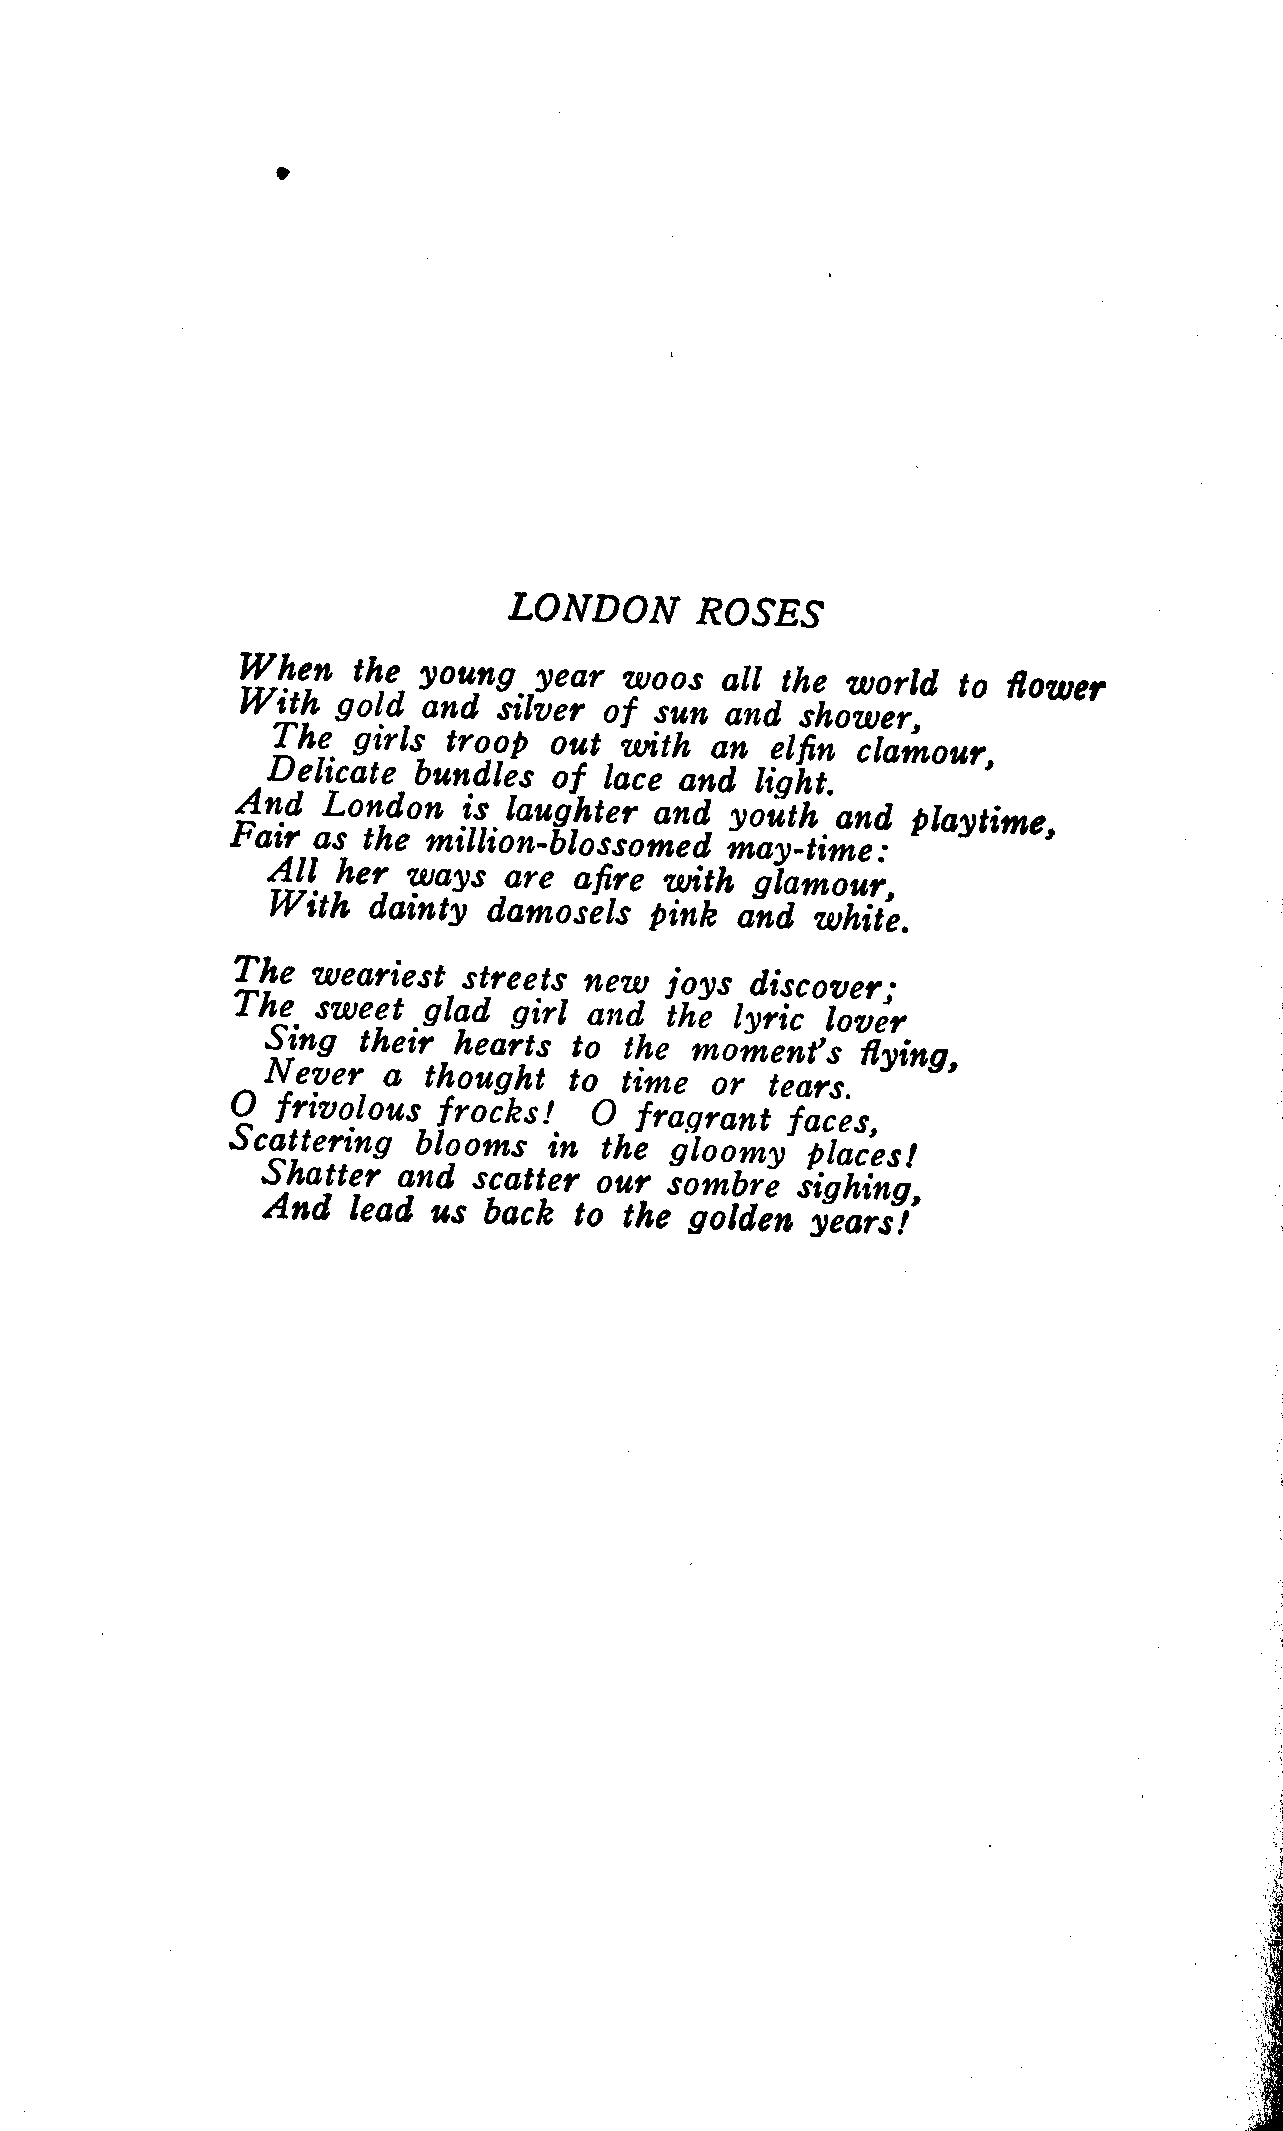 LONDON ROSES
When the young year woos all the world to flower
With gold and silver of sun and shower,
The girls troop out with an elfin clamour,
Delicate bundles of lace and light.
And London is laughter and youth and playtime,
Fair as the million-blossomed may-time:
All her ways are afire with glamour,
With dainty damosels pink and white.
The weariest streets new joys discover;
The sweet glad girl and the lyric lover
Sing their hearts to the moment's flying,
Never a thought to time or tears.
O frivolous frocks! O fragrant faces,
Scattering blooms in the gloomy places!
Shatter and scatter our sombre sighing,
And lead us back to the golden years!